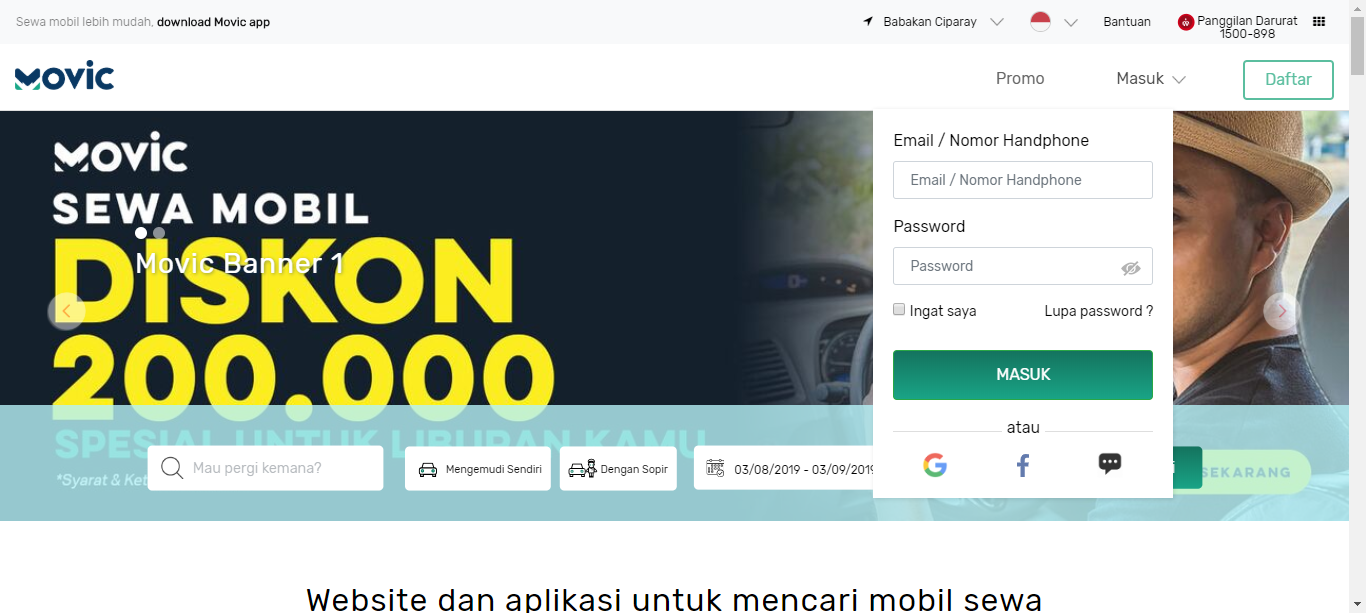 Sewa mobil lebih mudah, download Movic app
Babakan Ciparay
Bantuan
Panggilan Darurat
1500-898
MOVIC
Promo
Masuk
Daftar
MOVIC
SEWA MOBIL
DISKON
Movic Banner 1
200.000
SPESIAL UNTUK LIBURAN KAMU
*Syarat & Ket
Mau pergi kemana?
Mengemudi Sendiri
Dengan Sopir
03/08/2019 - 03/09/2019
SEKARANG
Email / Nomor Handphone
Email / Nomor Handphone
Password
Password
Ingat saya
Lupa password ?
MASUK
atau
Website dan aplikasi untuk mencari mobil sewa